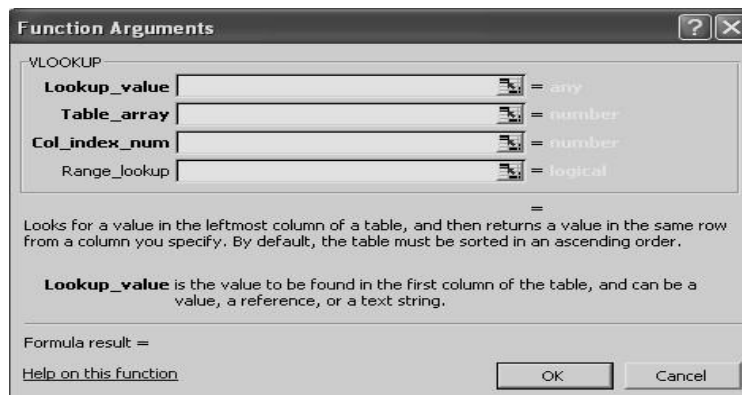 Function Arguments
VLOOKUP
Lookup_value = any
Table_array = number
Col_index_num = number
Range_lookup = logical
=
Looks for a value in the leftmost column of a table, and then returns a value in the same row
from a column you specify. By default, the table must be sorted in an ascending order.
Lookup_value is the value to be found in the first column of the table, and can be a
value, a reference, or a text string.
Formula result =
Help on this function
OK Cancel